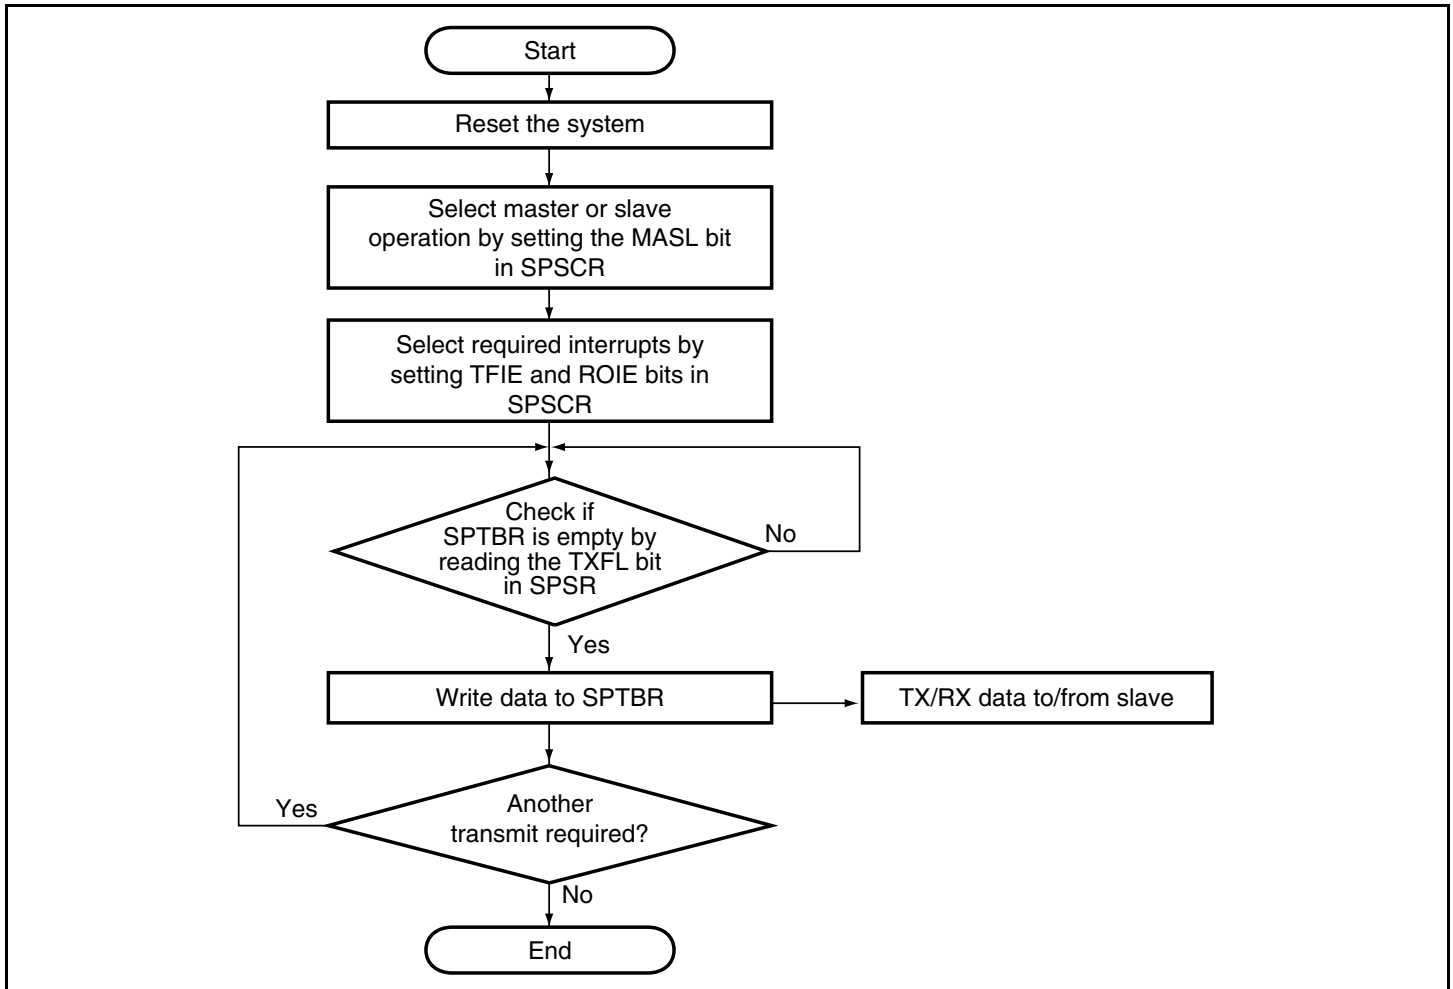 Start
Reset the system
Select master or slave
operation by setting the MASL bit
in SPSCR
Select required interrupts by
setting TFIE and ROIE bits in
SPSCR
Check if
SPTBR is empty by
reading the TXFL bit
in SPSR
No
Yes
Write data to SPTBR
TX/RX data to/from slave
Another
transmit required?
Yes
No
End